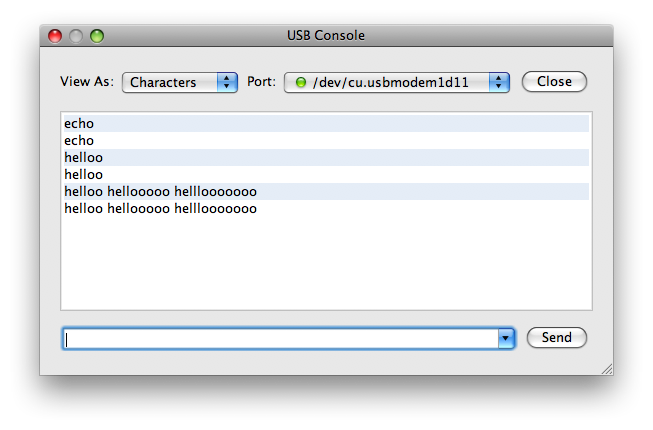 USB Console
View As: Characters Port: /dev/cu.usbmodem1d11 Close
echo
echo
helloo
helloo
helloo hellooooo hellloooooooo
helloo hellooooo hellloooooooo
Send